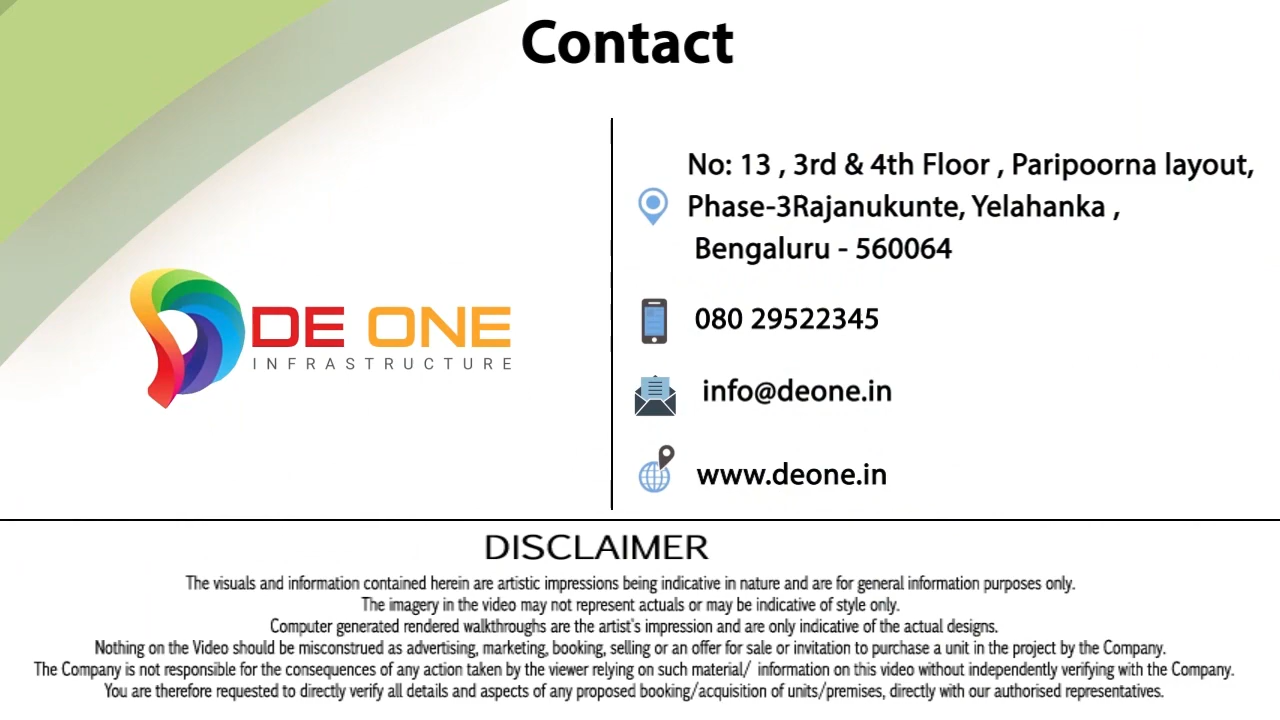 Contact
DE ONE
INFRASTRUCTURE
No: 13 , 3rd & 4th Floor , Paripoorna layout,
Phase-3Rajanukunte, Yelahanka ,
Bengaluru - 560064
080 29522345
info@deone.in
www.deone.in
DISCLAIMER
The visuals and information contained herein are artistic impressions being indicative in nature and are for general information purposes only.
The imagery in the video may not represent actuals or may be indicative of style only.
Computer generated rendered walkthroughs are the artist's impression and are only indicative of the actual designs.
Nothing on the Video should be misconstrued as advertising, marketing, booking, selling or an offer for sale or invitation to purchase a unit in the project by the Company.
The Company is not responsible for the consequences of any action taken by the viewer relying on such material/ information on this video without independently verifying with the Company.
You are therefore requested to directly verify all details and aspects of any proposed booking/acquisition of units/premises, directly with our authorised representatives.